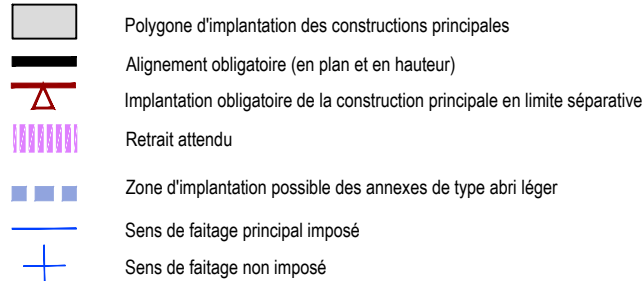 Polygone d'implantation des constructions principales
Alignement obligatoire (en plan et en hauteur)
Implantation obligatoire de la construction principale en limite séparative
Retrait attendu
Zone d'implantation possible des annexes de type abri léger
Sens de faitage principal imposé
Sens de faitage non imposé